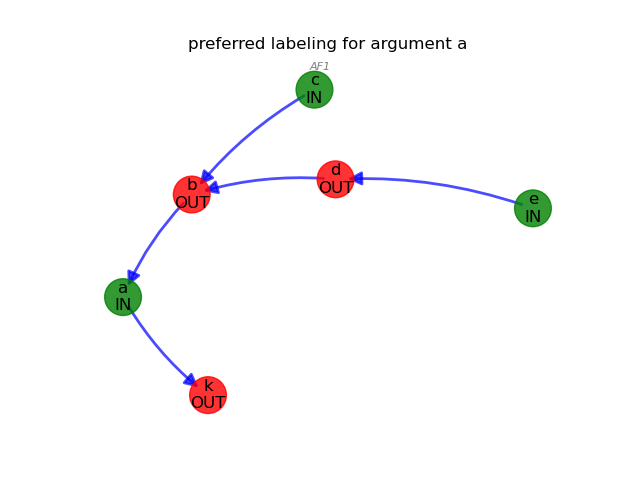 preferred labeling for argument a
AF1
c
IN
d
OUT
b
OUT
e
IN
a
IN
k
OUT